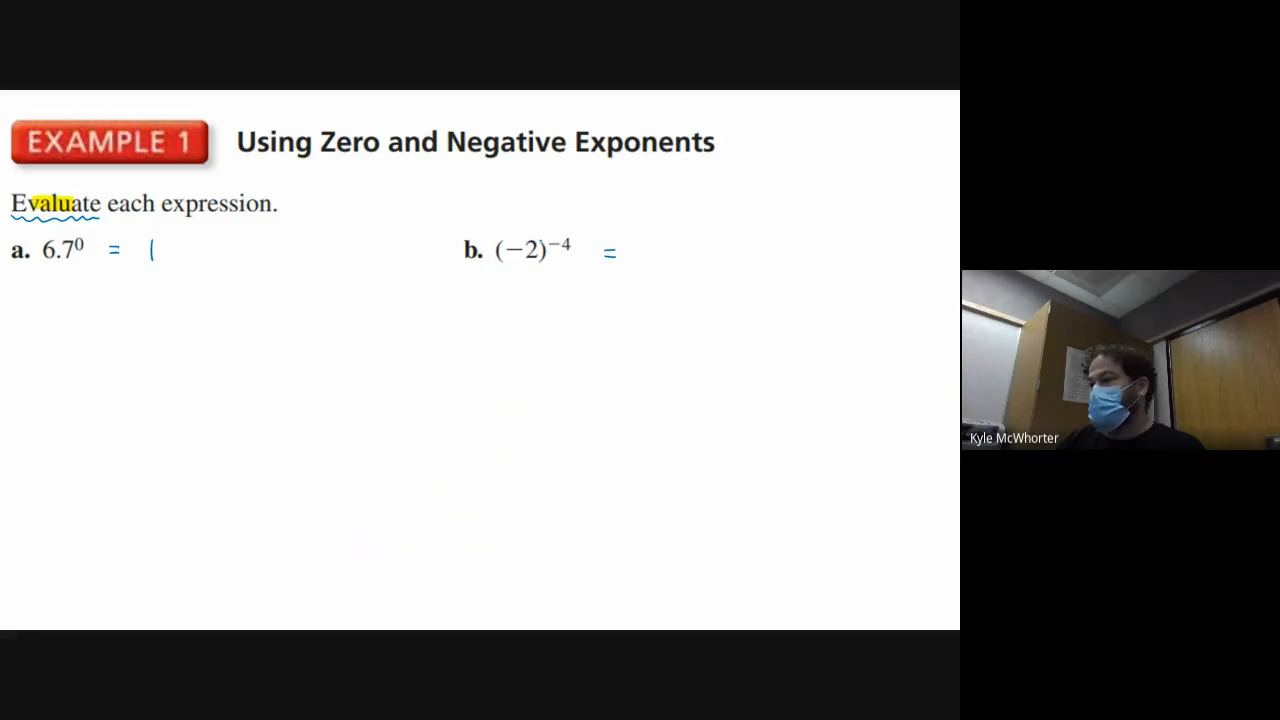 EXAMPLE 1 Using Zero and Negative Exponents
Evaluate each expression.
a. 6.7⁰ = 1 b. (−2)⁻⁴ =
Kyle McWhorter